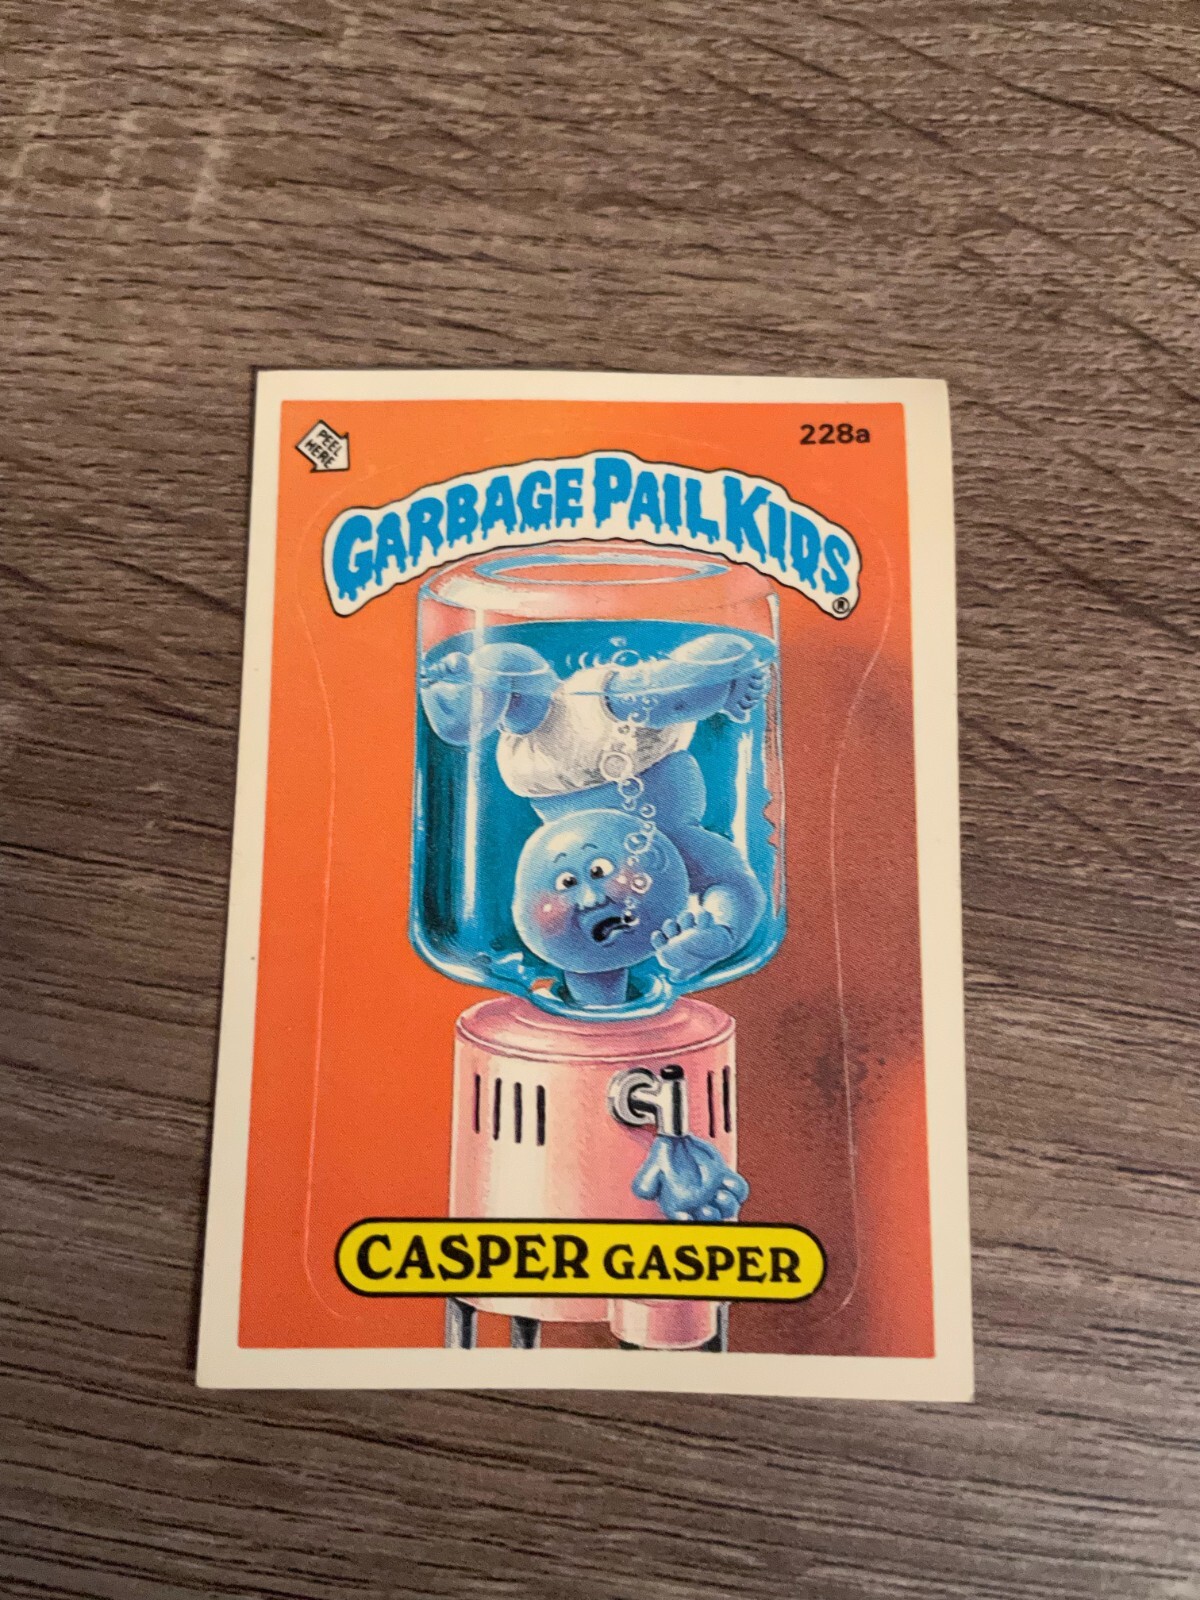 PEEL
HERE
228a
GARBAGE PAIL KIDS
®
CASPER GASPER